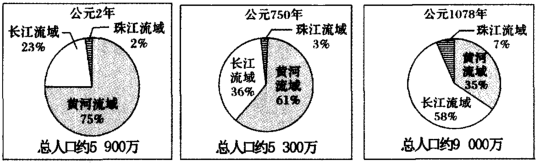 公元2年
长江流域
23%
珠江流域
2%
黄河流域
75%
总人口约5 900万
公元750年
珠江流域
3%
长江
流域
36%
黄河
流域
61%
总人口约5 300万
公元1078年
珠江流域
7%
黄河
流域
35%
长江流域
58%
总人口约9 000万